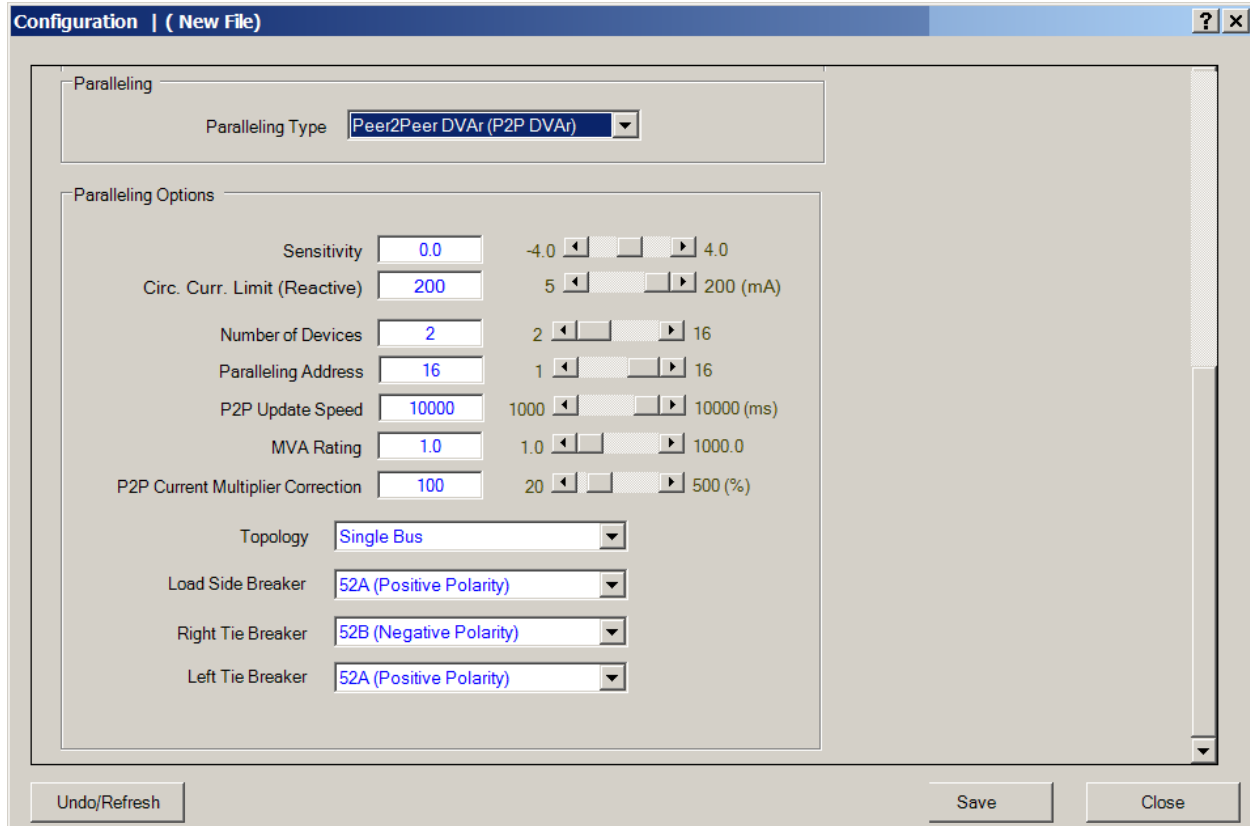 Configuration | ( New File)
Paralleling
Paralleling Type Peer2Peer DVAr (P2P DVAr)
Paralleling Options
Sensitivity 0.0 -4.0 4.0
Circ. Curr. Limit (Reactive) 200 5 200 (mA)
Number of Devices 2 2 16
Paralleling Address 16 1 16
P2P Update Speed 10000 1000 10000 (ms)
MVA Rating 1.0 1.0 1000.0
P2P Current Multiplier Correction 100 20 500 (%)
Topology Single Bus
Load Side Breaker 52A (Positive Polarity)
Right Tie Breaker 52B (Negative Polarity)
Left Tie Breaker 52A (Positive Polarity)
Undo/Refresh Save Close